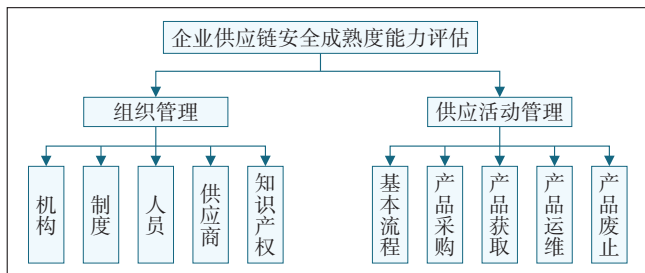 企业供应链安全成熟度能力评估
组织管理
供应活动管理
机构
制度
人员
供应商
知识产权
基本流程
产品采购
产品获取
产品运维
产品废止